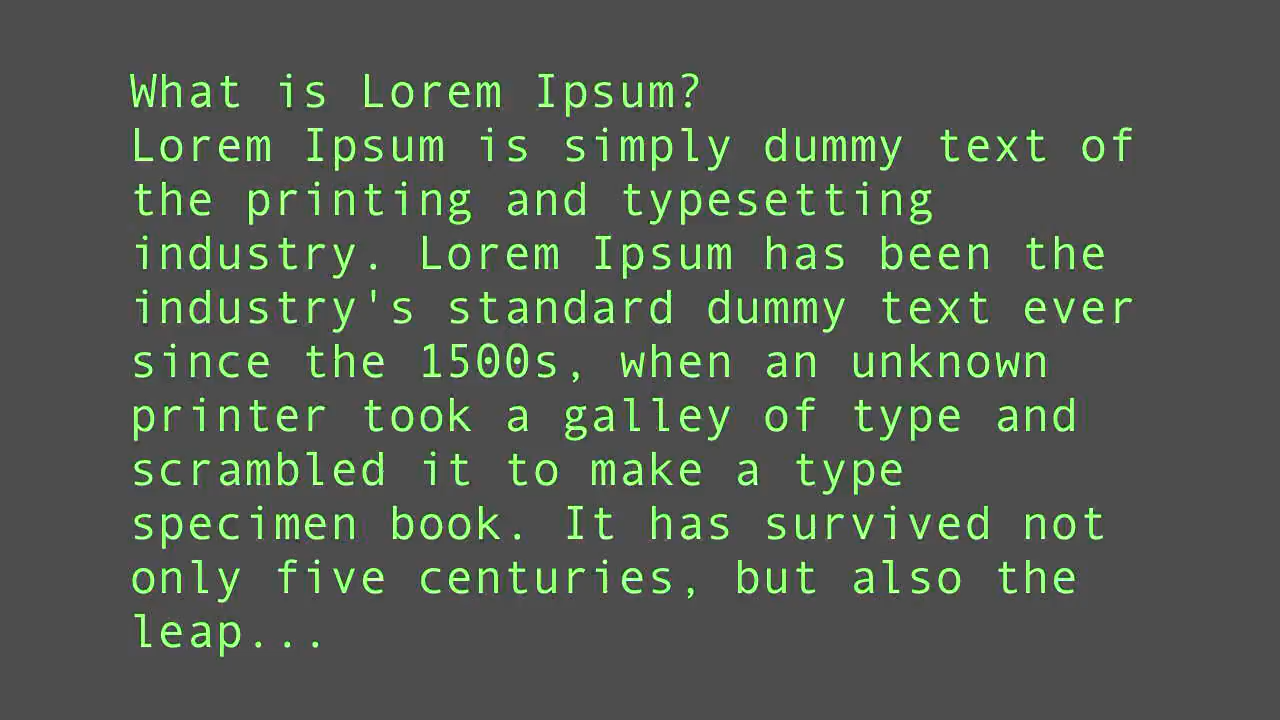 What is Lorem Ipsum?
Lorem Ipsum is simply dummy text of
the printing and typesetting
industry. Lorem Ipsum has been the
industry's standard dummy text ever
since the 1500s, when an unknown
printer took a galley of type and
scrambled it to make a type
specimen book. It has survived not
only five centuries, but also the
leap...